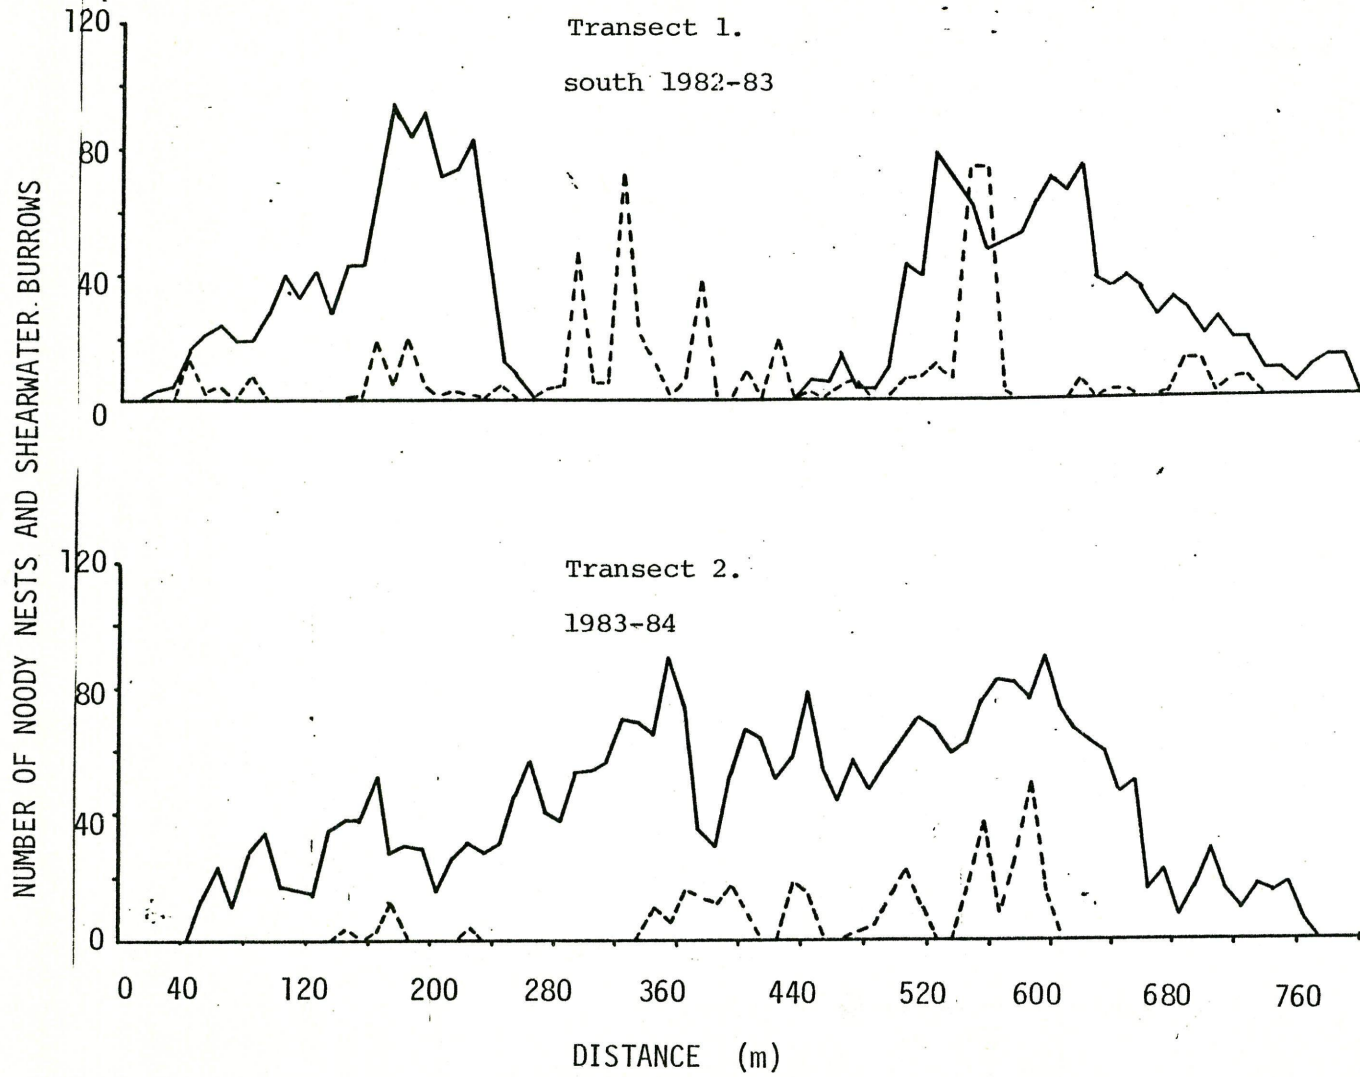 NUMBER OF NOODY NESTS AND SHEARWATER BURROWS
Transect 1.
south 1982-83
120
80
40
0
Transect 2.
1983-84
120
80
40
0
0 40 120 200 280 360 440 520 600 680 760
DISTANCE (m)